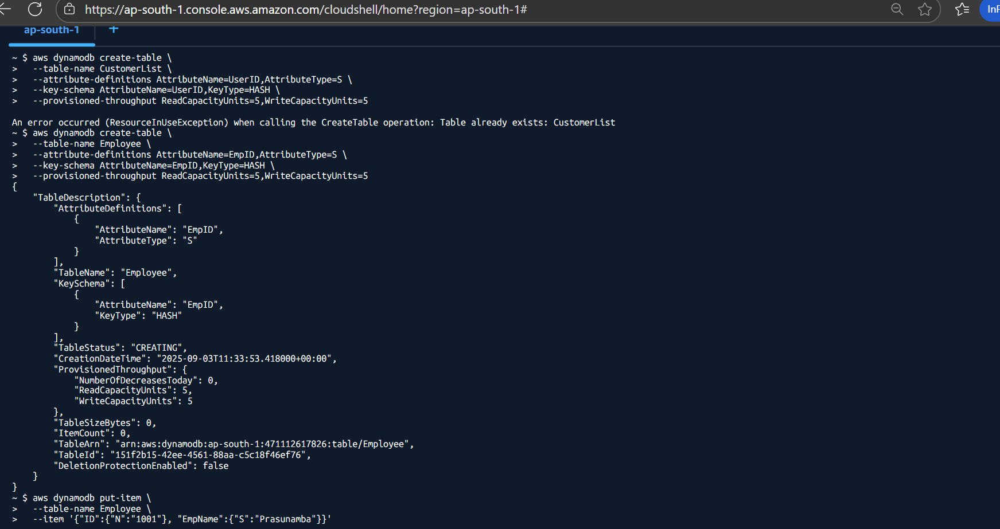 https://ap-south-1.console.aws.amazon.com/cloudshell/home?region=ap-south-1#
ap-south-1 +
~ $ aws dynamodb create-table \
>   --table-name CustomerList \
>   --attribute-definitions AttributeName=UserID,AttributeType=S \
>   --key-schema AttributeName=UserID,KeyType=HASH \
>   --provisioned-throughput ReadCapacityUnits=5,WriteCapacityUnits=5
An error occurred (ResourceInUseException) when calling the CreateTable operation: Table already exists: CustomerList
~ $ aws dynamodb create-table \
>   --table-name Employee \
>   --attribute-definitions AttributeName=EmpID,AttributeType=S \
>   --key-schema AttributeName=EmpID,KeyType=HASH \
>   --provisioned-throughput ReadCapacityUnits=5,WriteCapacityUnits=5
{
    "TableDescription": {
        "AttributeDefinitions": [
            {
                "AttributeName": "EmpID",
                "AttributeType": "S"
            }
        ],
        "TableName": "Employee",
        "KeySchema": [
            {
                "AttributeName": "EmpID",
                "KeyType": "HASH"
            }
        ],
        "TableStatus": "CREATING",
        "CreationDateTime": "2025-09-03T11:33:53.418000+00:00",
        "ProvisionedThroughput": {
            "NumberOfDecreasesToday": 0,
            "ReadCapacityUnits": 5,
            "WriteCapacityUnits": 5
        },
        "TableSizeBytes": 0,
        "ItemCount": 0,
        "TableArn": "arn:aws:dynamodb:ap-south-1:471112617826:table/Employee",
        "TableId": "151f2b15-42ee-4561-88aa-c5c18f46ef76",
        "DeletionProtectionEnabled": false
    }
}
~ $ aws dynamodb put-item \
>   --table-name Employee \
>   --item '{"ID":{"N":"1001"}, "EmpName":{"S":"Prasunamba"}}'